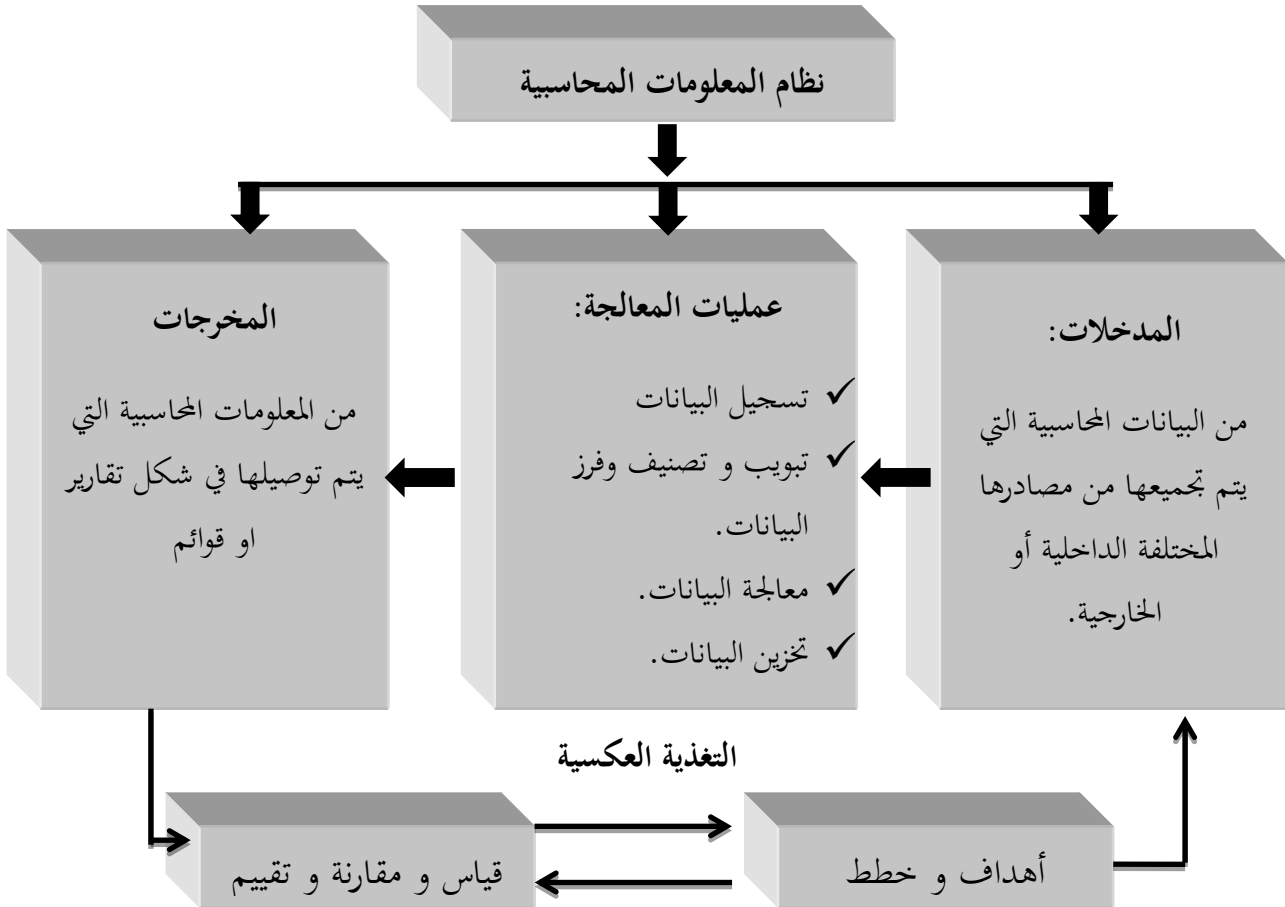 نظام المعلومات المحاسبية
المدخلات:
من البيانات المحاسبية التي
يتم تجميعها من مصادرها
المختلفة الداخلية أو
الخارجية.
عمليات المعالجة:
✓ تسجيل البيانات
✓ تبويب و تصنيف وفرز
البيانات.
✓ معالجة البيانات.
✓ تخزين البيانات.
المخرجات
من المعلومات المحاسبية التي
يتم توصيلها في شكل تقارير
او قوائم
التغذية العكسية
أهداف و خطط
قياس و مقارنة و تقييم